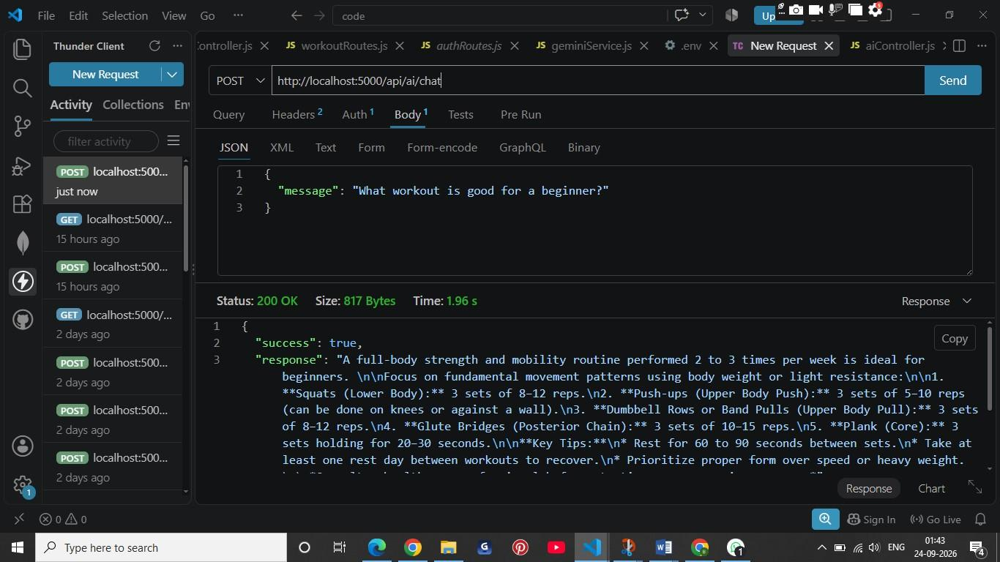 File Edit Selection View Go ··· code Up
Thunder Client
Controller.js JS workoutRoutes.js JS authRoutes.js JS geminiService.js .env TC New Request JS aiController.js
New Request
POST http://localhost:5000/api/ai/chat Send
Activity Collections En
Query Headers 2 Auth 1 Body 1 Tests Pre Run
filter activity
JSON XML Text Form Form-encode GraphQL Binary
POST localhost:500...
just now
GET localhost:5000/...
15 hours ago
POST localhost:500...
15 hours ago
GET localhost:5000/...
2 days ago
POST localhost:500...
2 days ago
POST localhost:500...
2 days ago
POST localhost:500...
2 days ago
1 {
2 "message": "What workout is good for a beginner?"
3 }
Status: 200 OK Size: 817 Bytes Time: 1.96 s Response
1 {
Copy
2 "success": true,
3 "response": "A full-body strength and mobility routine performed 2 to 3 times per week is ideal for
beginners. \n\nFocus on fundamental movement patterns using body weight or light resistance:\n\n1.
**Squats (Lower Body):** 3 sets of 8–12 reps.\n2. **Push-ups (Upper Body Push):** 3 sets of 5–10 reps
(can be done on knees or against a wall).\n3. **Dumbbell Rows or Band Pulls (Upper Body Pull):** 3 sets
of 8–12 reps.\n4. **Glute Bridges (Posterior Chain):** 3 sets of 10–15 reps.\n5. **Plank (Core):** 3
sets holding for 20–30 seconds.\n\n**Key Tips:**\n* Rest for 60 to 90 seconds between sets.\n* Take at
least one rest day between workouts to recover.\n* Prioritize proper form over speed or heavy weight.
Response Chart
1
0 0 Sign In Go Live
Type here to search
1
ENG
01:43
24-09-2026
4